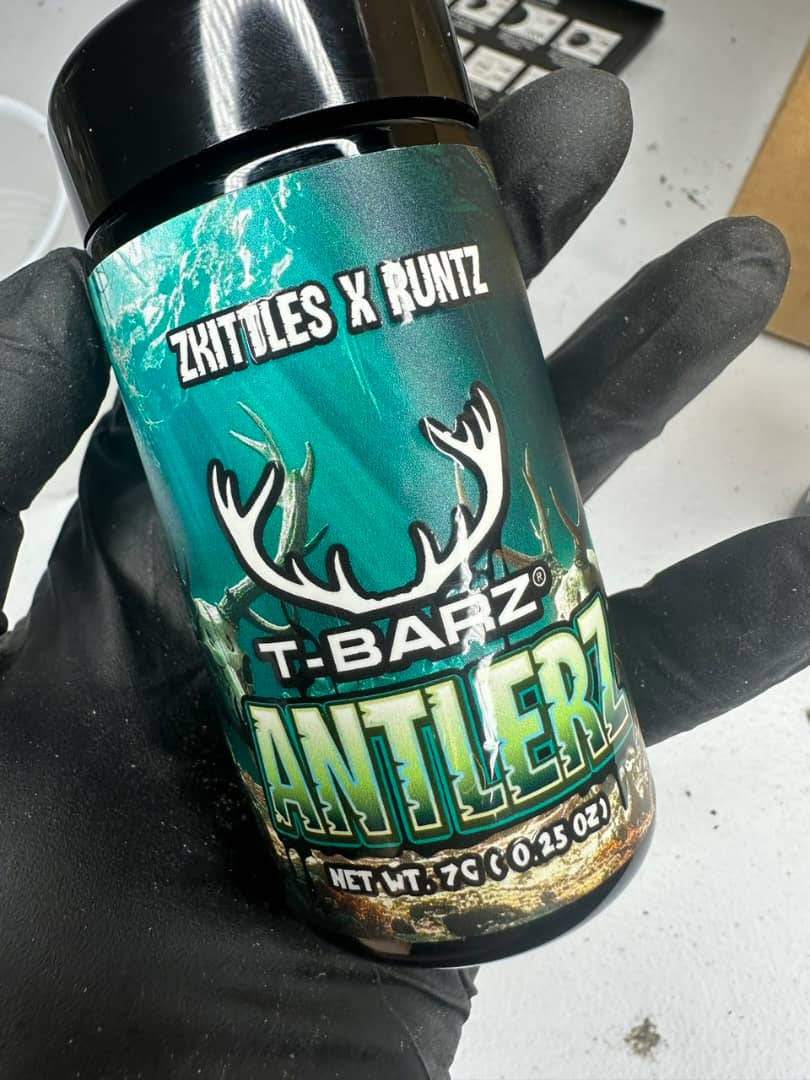 ZKITTLES X RUNTZ
T-BARZ®
ANTLERZ
NET WT. 7G ( 0.25 OZ)